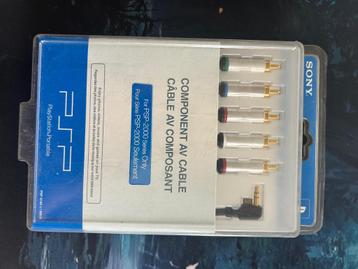 SONY
COMPONENT AV CABLE
CÂBLE AV COMPOSANT
For PSP-2000 Series Only
Pour Série PSP-2000 Seulement
PSP
PlayStation Portable